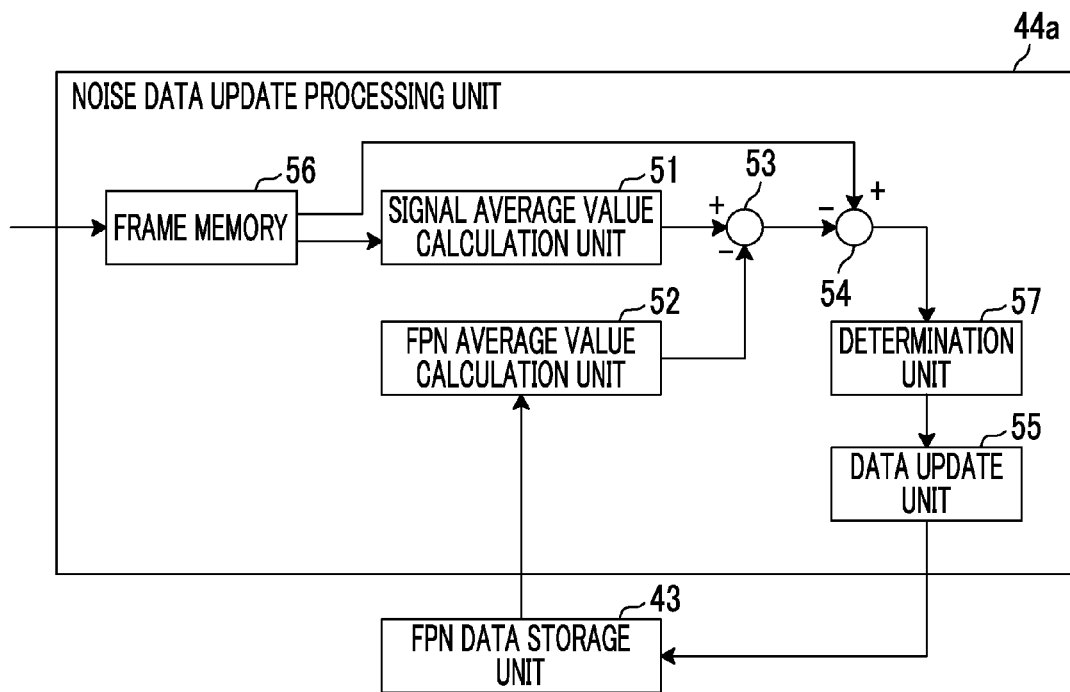 44a
NOISE DATA UPDATE PROCESSING UNIT
56
FRAME MEMORY
51
SIGNAL AVERAGE VALUE
CALCULATION UNIT
+
−
53
−
+
54
52
FPN AVERAGE VALUE
CALCULATION UNIT
57
DETERMINATION
UNIT
55
DATA UPDATE
UNIT
43
FPN DATA STORAGE
UNIT